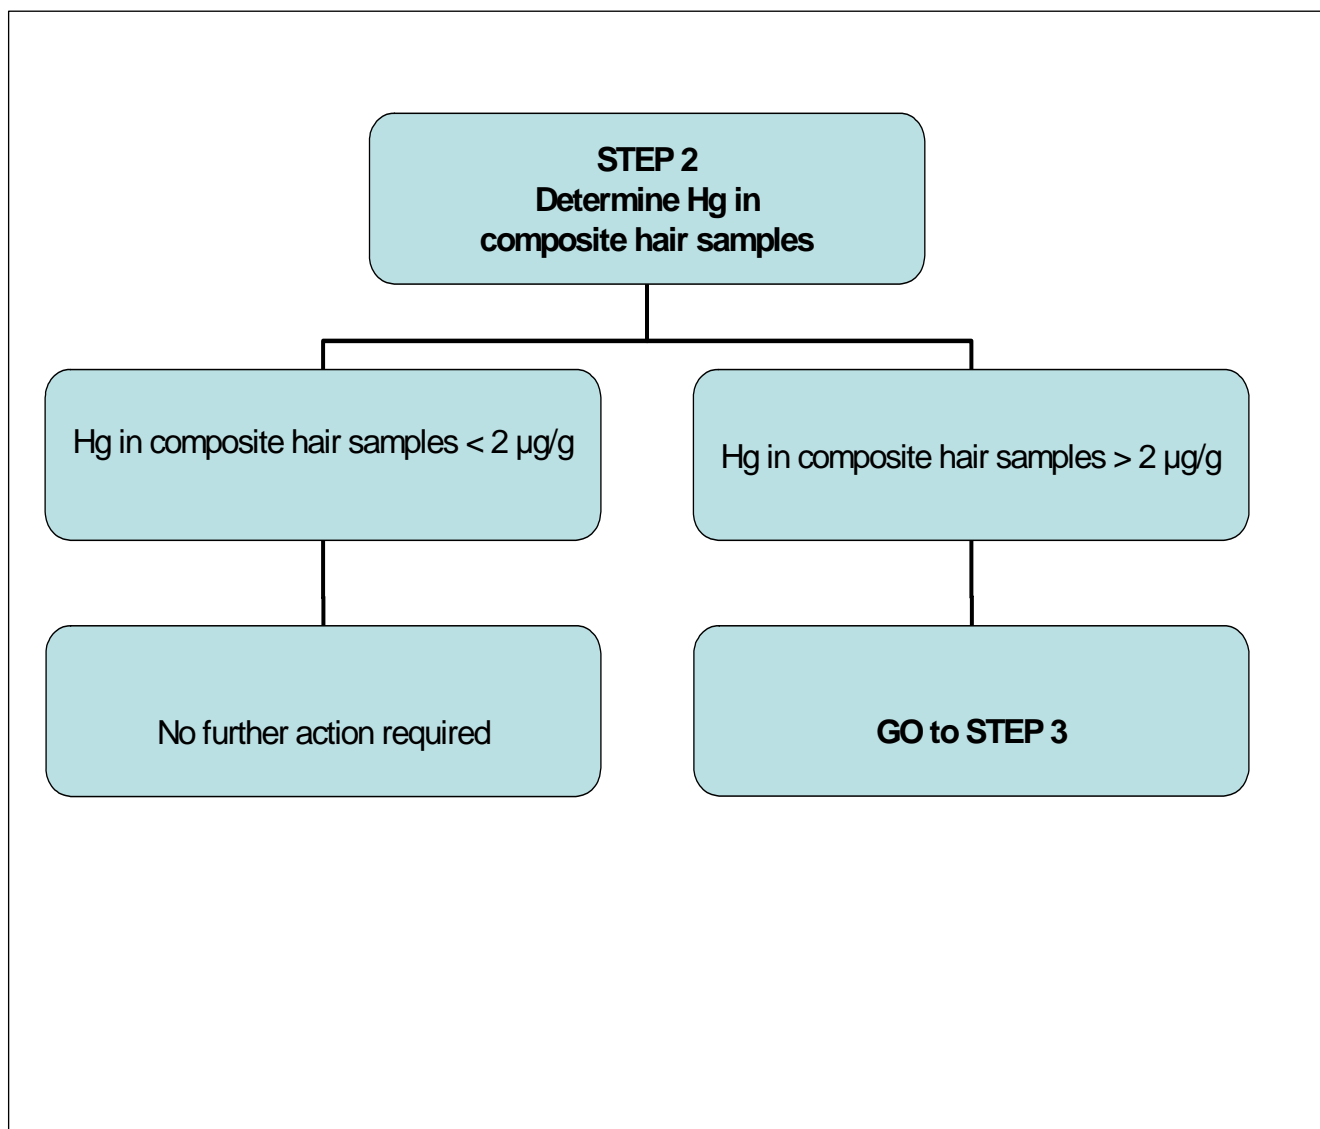 STEP 2
Determine Hg in
composite hair samples
Hg in composite hair samples < 2 µg/g
Hg in composite hair samples > 2 µg/g
No further action required
GO to STEP 3